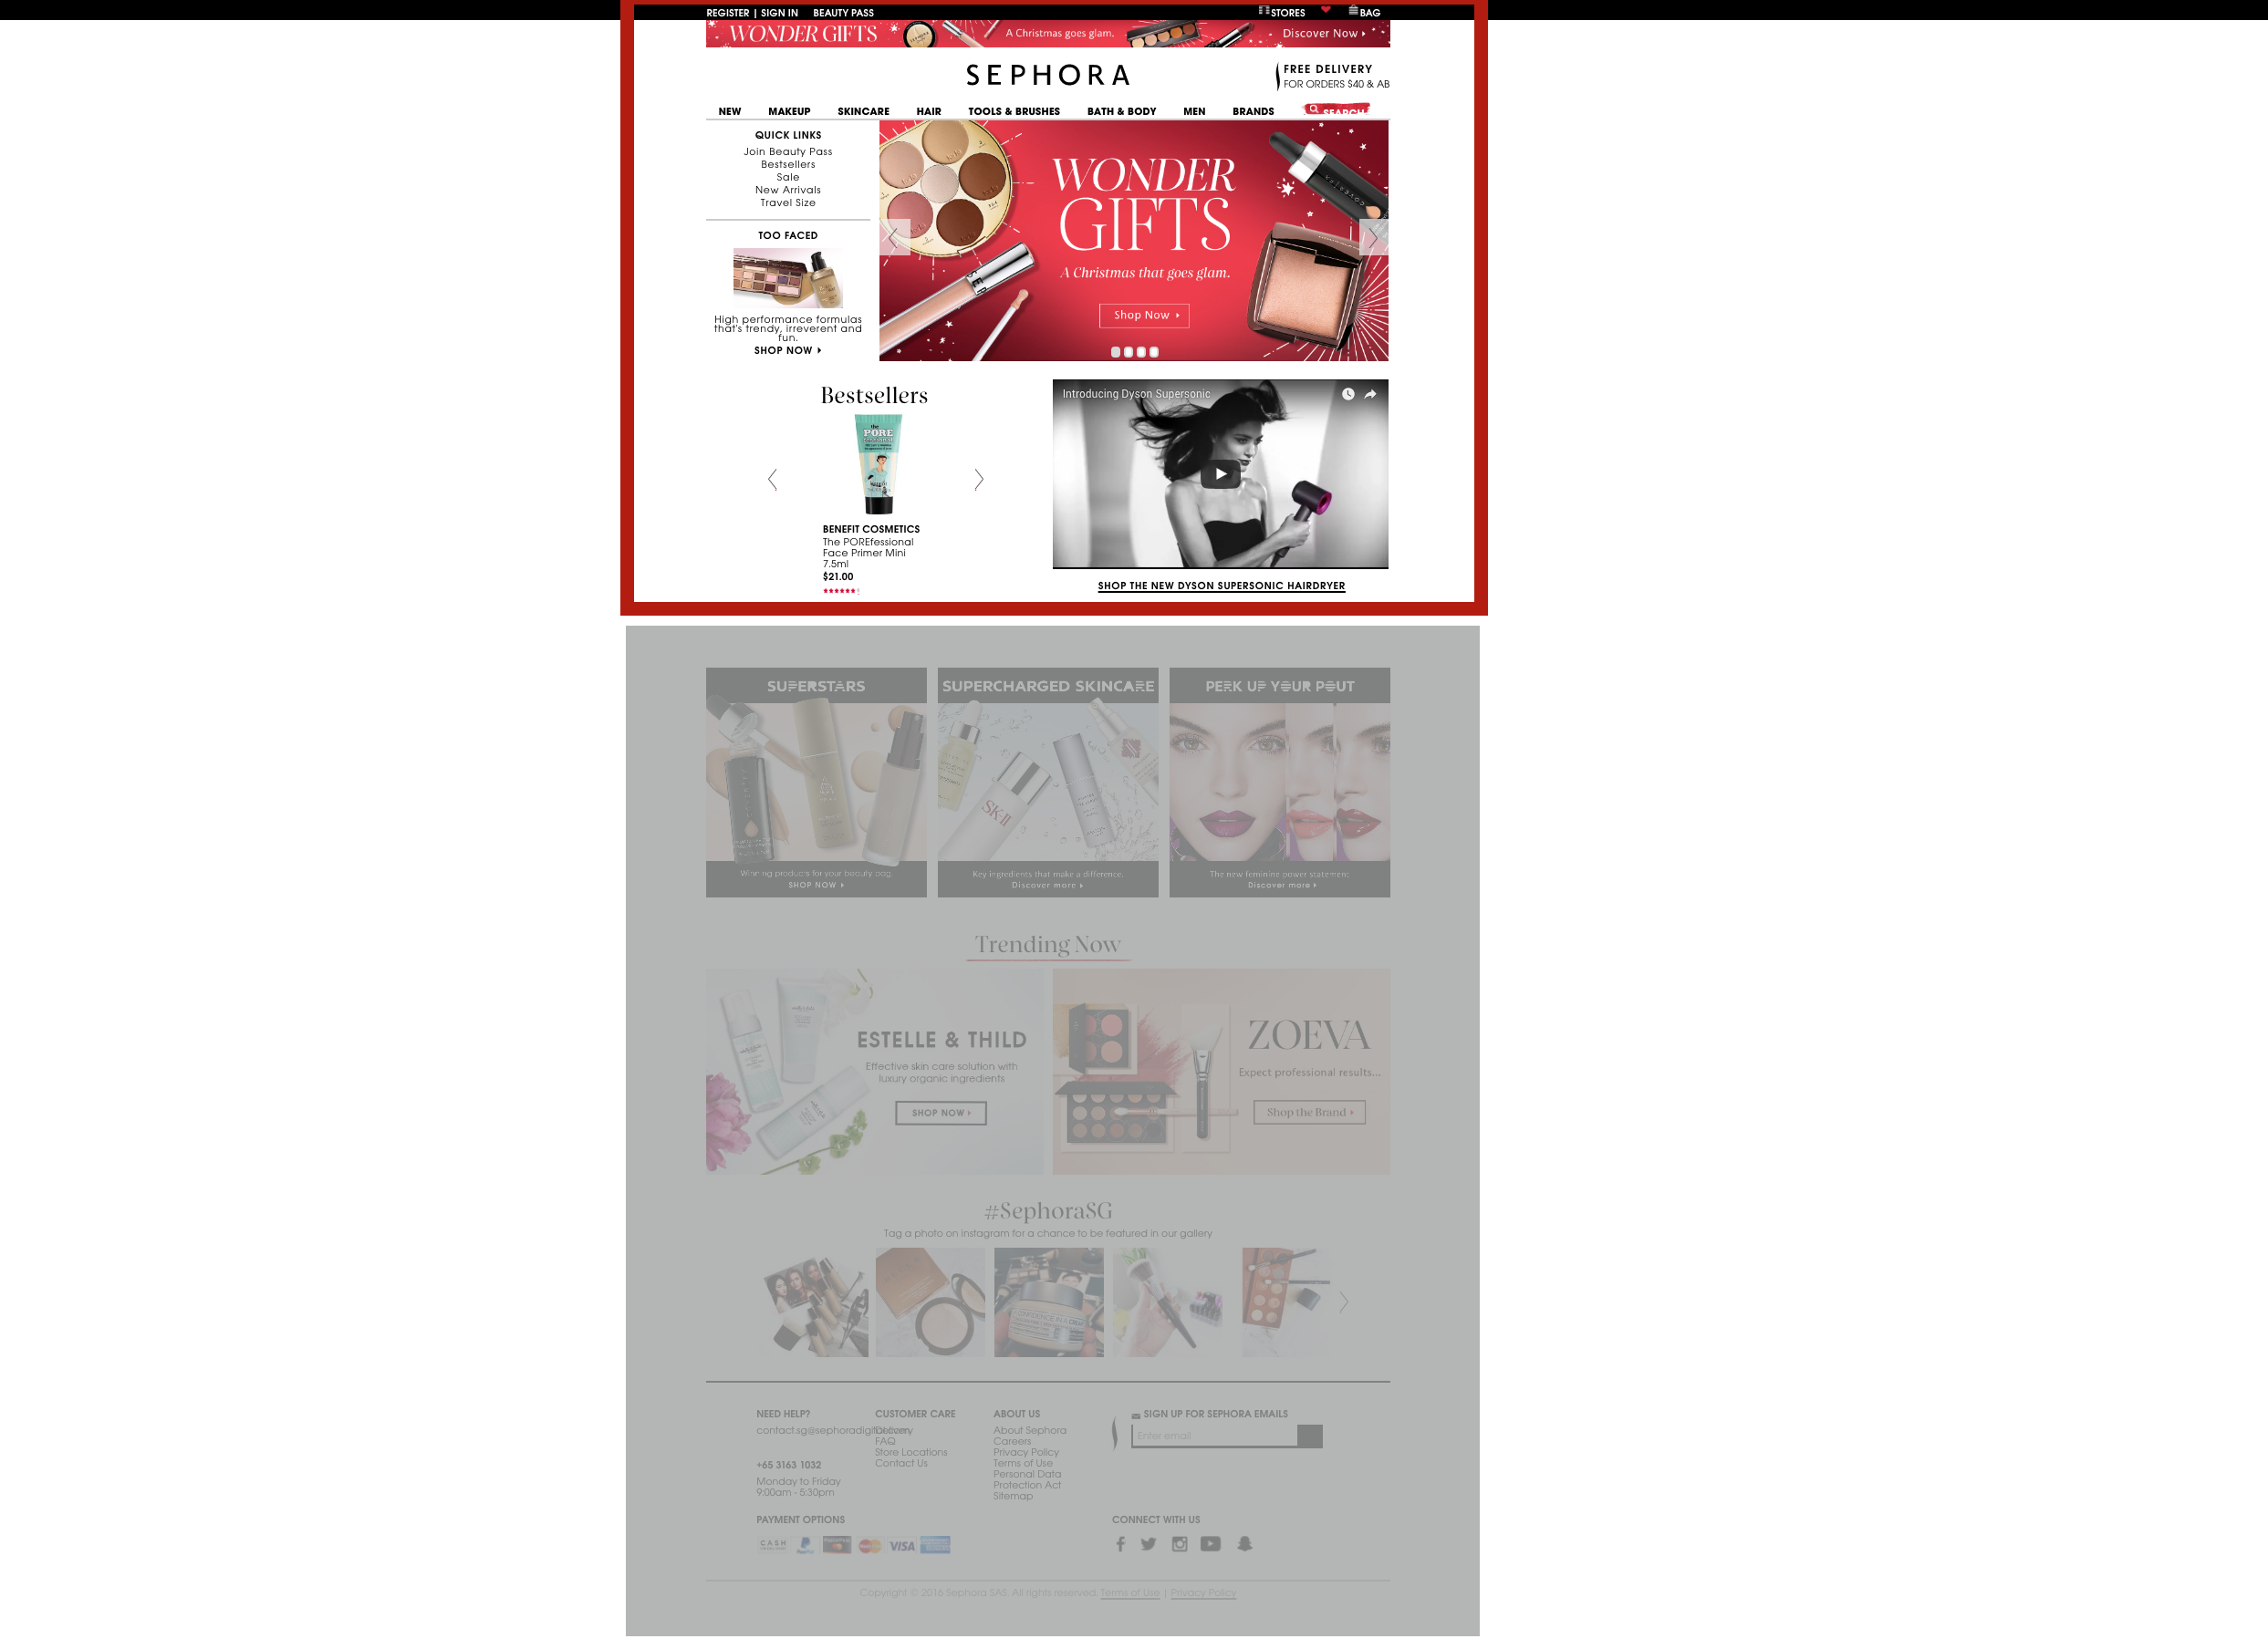 REGISTER | SIGN IN BEAUTY PASS STORES BAG
WONDER GIFTS A Christmas goes glam. Discover Now
SEPHORA
FREE DELIVERY
FOR ORDERS $40 & AB
NEW MAKEUP SKINCARE HAIR TOOLS & BRUSHES BATH & BODY MEN BRANDS SEARCH
QUICK LINKS
Join Beauty Pass
Bestsellers
Sale
New Arrivals
Travel Size
TOO FACED
High performance formulas
that's trendy, irreverent and
fun.
SHOP NOW
WONDER
GIFTS
A Christmas that goes glam.
Shop Now
Bestsellers
the
PORE
BENEFIT COSMETICS
The POREfessional
Face Primer Mini
7.5ml
$21.00
Introducing Dyson Supersonic
SHOP THE NEW DYSON SUPERSONIC HAIRDRYER
SUPERSTARS
Winning products for your beauty bag.
SHOP NOW
SUPERCHARGED SKINCARE
SK-II
Key ingredients that make a difference.
Discover more
PERK UP YOUR POUT
The new feminine power statement
Discover more
Trending Now
ESTELLE & THILD
Effective skin care solution with
luxury organic ingredients
SHOP NOW
ZOEVA
Expect professional results...
Shop the Brand
#SephoraSG
Tag a photo on instagram for a chance to be featured in our gallery
CONFIDENCE IN A CREAM
NEED HELP?
contact.sg@sephoradigital.com
+65 3163 1032
Monday to Friday
9:00am - 5:30pm
CUSTOMER CARE
Delivery
FAQ
Store Locations
Contact Us
ABOUT US
About Sephora
Careers
Privacy Policy
Terms of Use
Personal Data
Protection Act
Sitemap
SIGN UP FOR SEPHORA EMAILS
Enter email
PAYMENT OPTIONS
CASH PayPal MasterCard VISA
CONNECT WITH US
Copyright © 2016 Sephora SAS. All rights reserved. Terms of Use | Privacy Policy